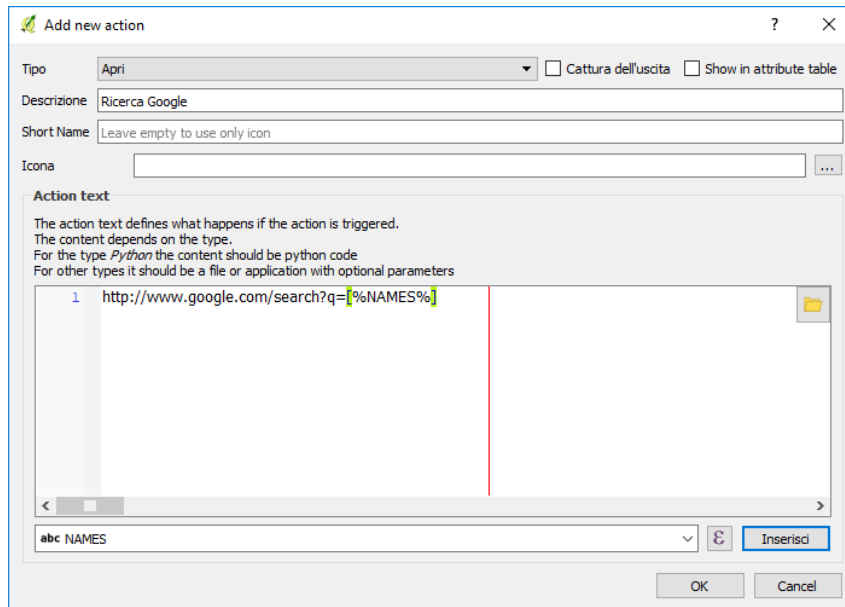 Add new action ? ×
Tipo Apri Cattura dell'uscita Show in attribute table
Descrizione Ricerca Google
Short Name Leave empty to use only icon
Icona ...
Action text
The action text defines what happens if the action is triggered.
The content depends on the type.
For the type Python the content should be python code
For other types it should be a file or application with optional parameters
1 http://www.google.com/search?q=[%NAMES%]
abc NAMES ε Inserisci
OK Cancel